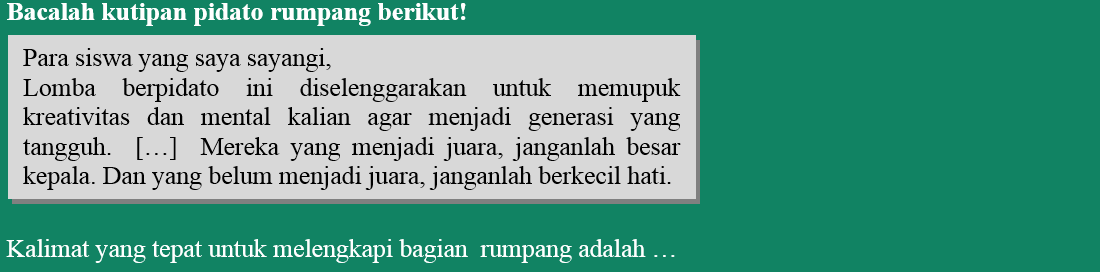 Bacalah kutipan pidato rumpang berikut!
Para siswa yang saya sayangi,
Lomba berpidato ini diselenggarakan untuk memupuk
kreativitas dan mental kalian agar menjadi generasi yang
tangguh. […] Mereka yang menjadi juara, janganlah besar
kepala. Dan yang belum menjadi juara, janganlah berkecil hati.
Kalimat yang tepat untuk melengkapi bagian rumpang adalah …